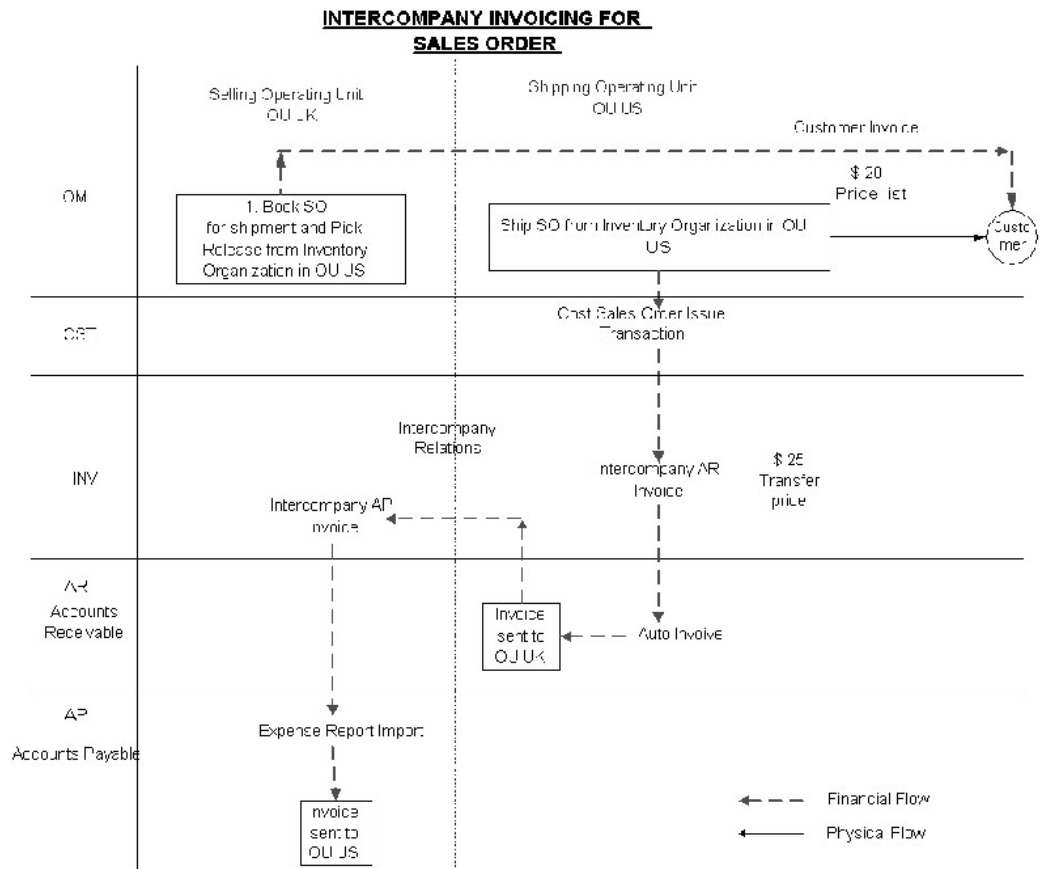 INTERCOMPANY INVOICING FOR
SALES ORDER
Selling Operating Unit
OU UK
Shipping Operating Unit
OU US
Customer Invoice
$ 20
Price list
OM
1. Book SO
for shipment and Pick
Release from Inventory
Organization in OU US
Ship SO from Inventory Organization in OU
US
Custo
mer
CST
Cost Sales Order Issue
Transaction
Intercompany
Relations
INV
Intercompany AR
Invoice
$ 25
Transfer
price
Intercompany AP
Invoice
AR
Accounts
Receivable
Invoice
sent to
OU UK
Auto Invoive
AP
Accounts Payable
Expense Report Import
Invoice
sent to
OU US
Financial Flow
Physical Flow